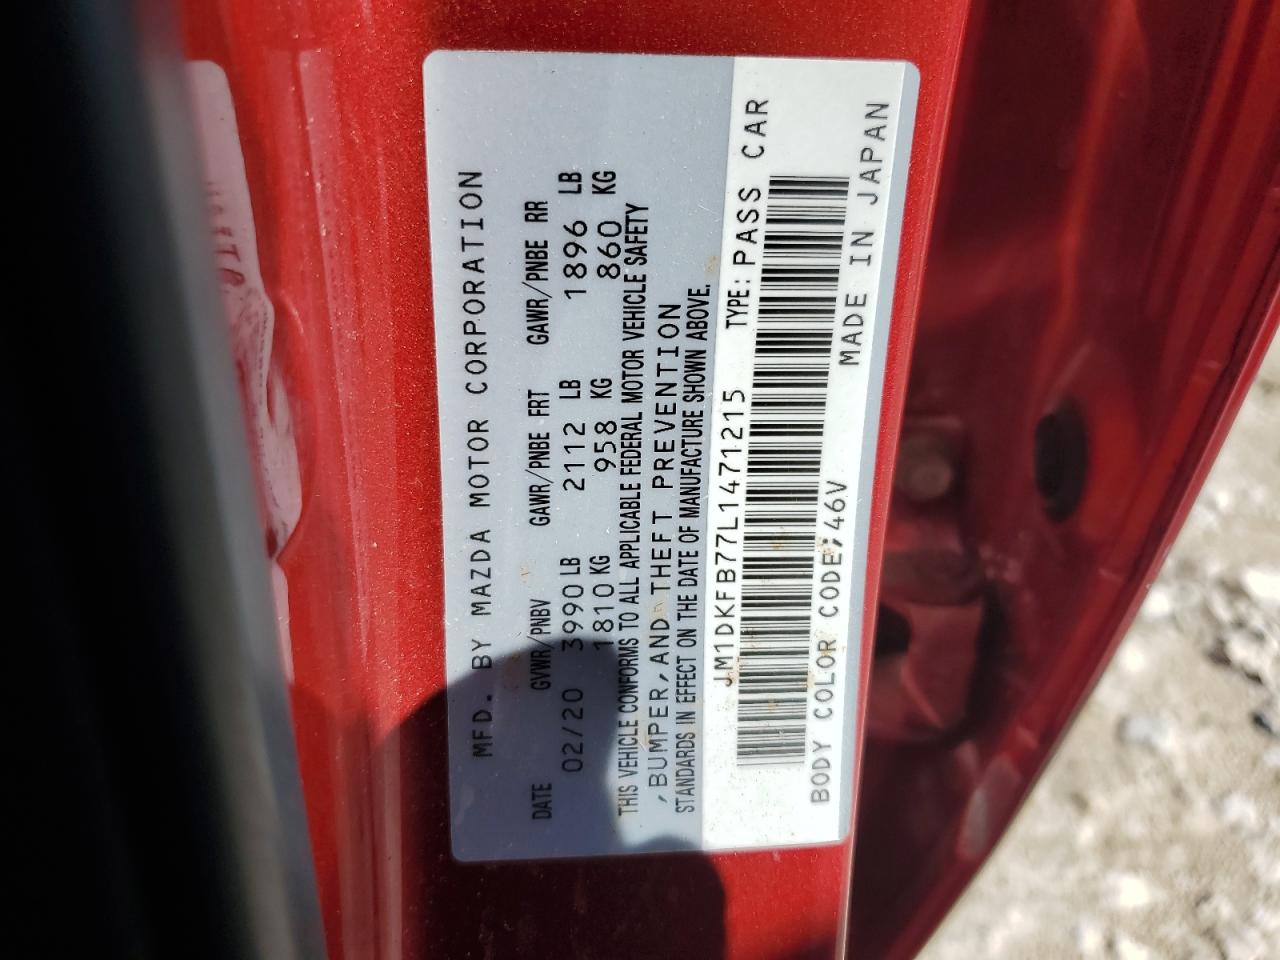 MFD. BY MAZDA MOTOR CORPORATION
DATE GVWR/PNBV GAWR/PNBE FRT GAWR/PNBE RR
02/20 3990 LB 2112 LB 1896 LB
1810 KG 958 KG 860 KG
THIS VEHICLE CONFORMS TO ALL APPLICABLE FEDERAL MOTOR VEHICLE SAFETY
,BUMPER,AND THEFT PREVENTION
STANDARDS IN EFFECT ON THE DATE OF MANUFACTURE SHOWN ABOVE.
JM1DKFB77L1471215 TYPE:PASS CAR
BODY COLOR CODE;46V MADE IN JAPAN